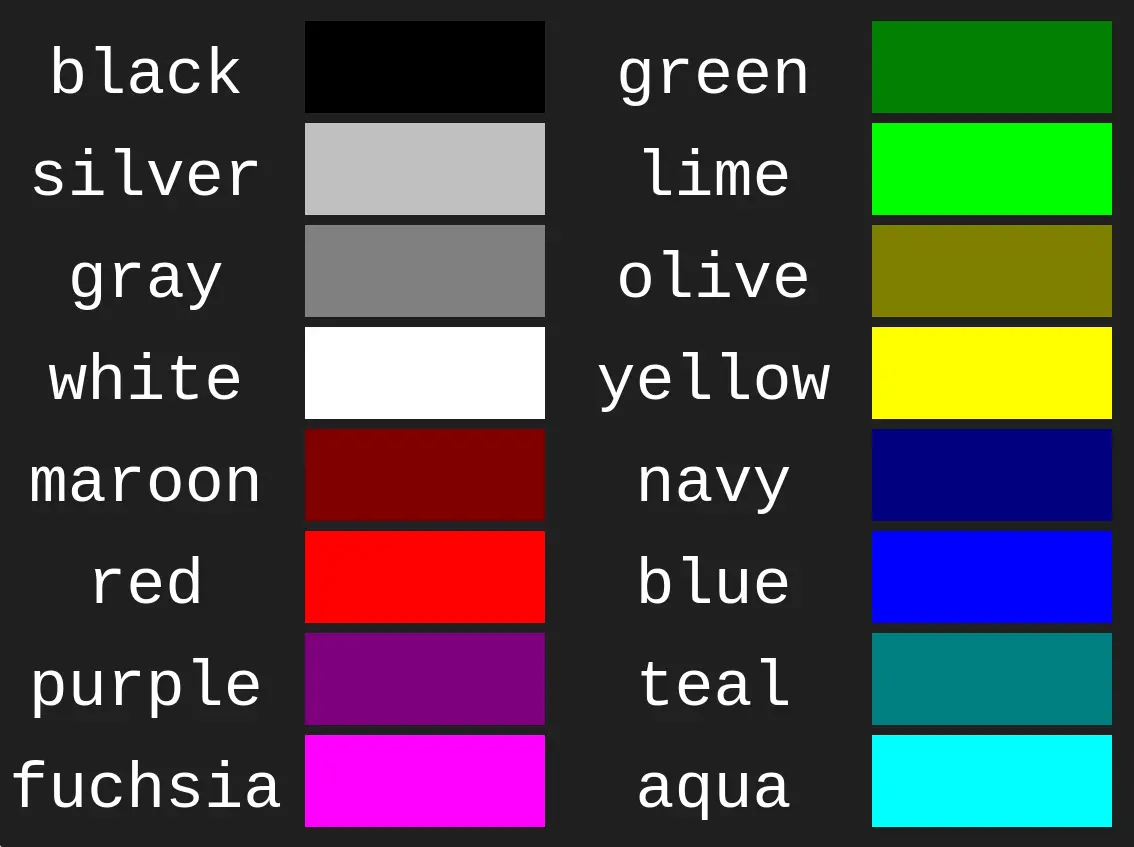 black
silver
gray
white
maroon
red
purple
fuchsia
green
lime
olive
yellow
navy
blue
teal
aqua